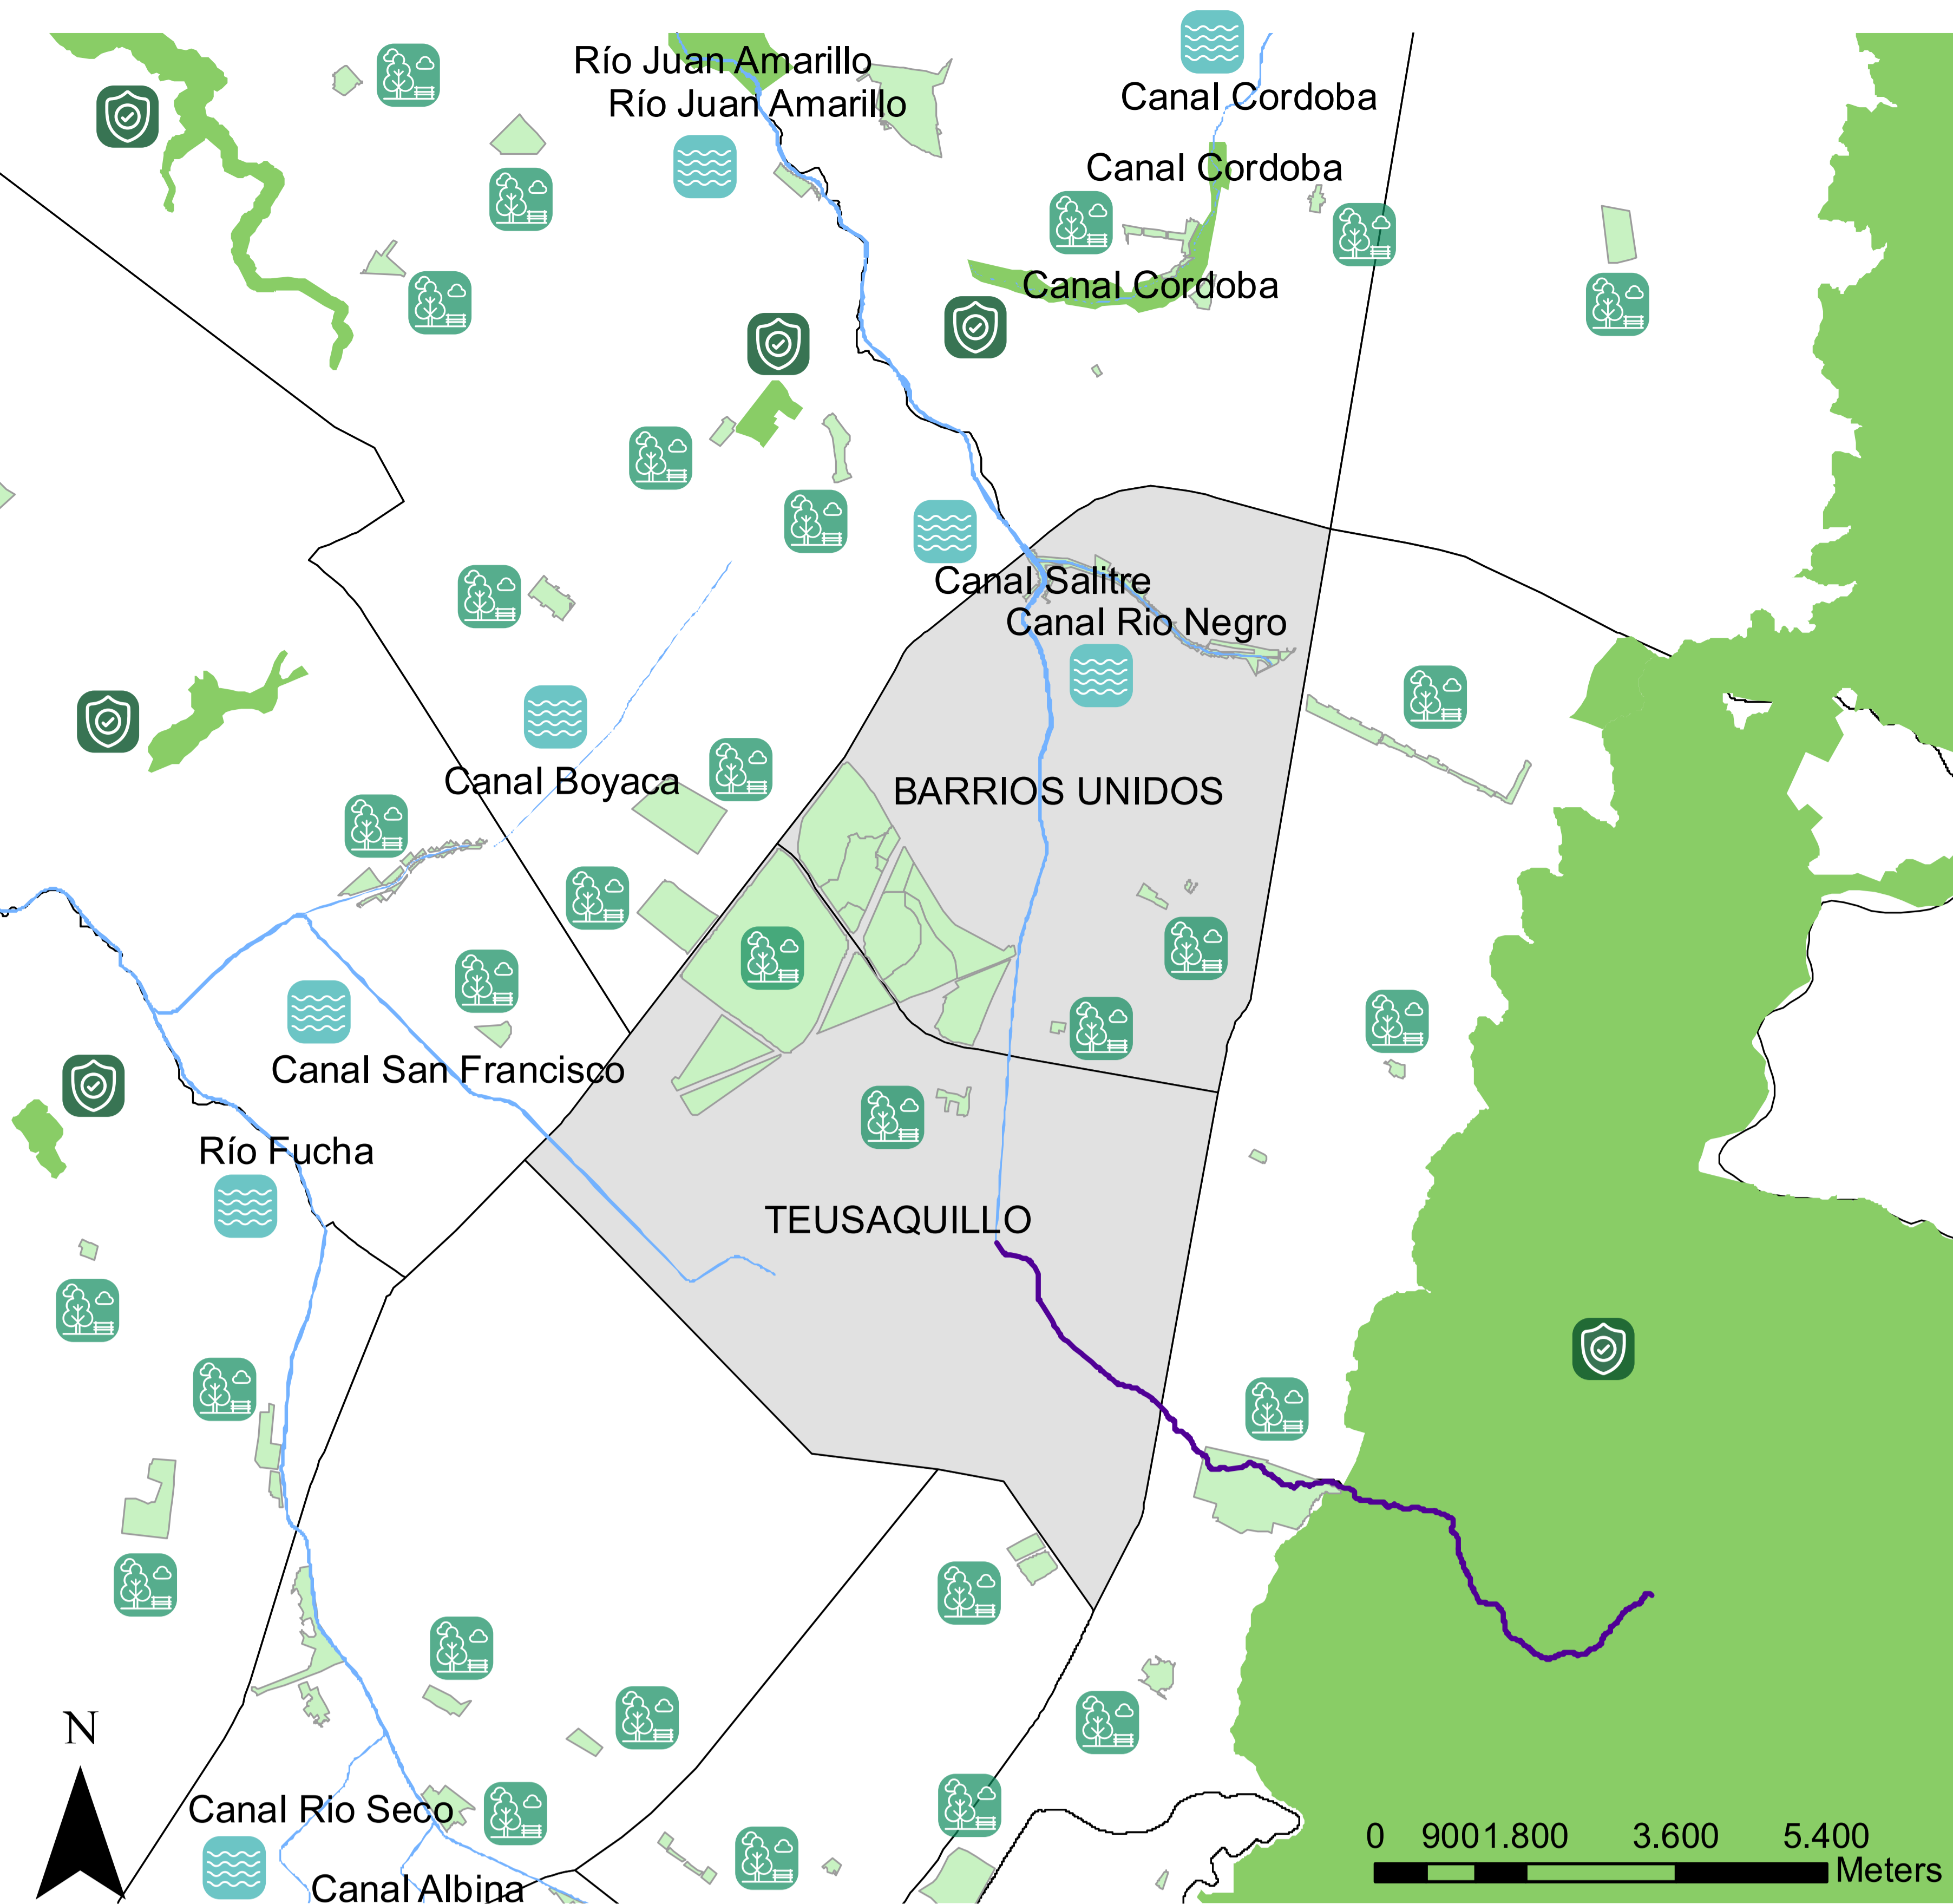 Río Juan Amarillo
Río Juan Amarillo
Canal Cordoba
Canal Cordoba
Canal Cordoba
Canal Salitre
Canal Rio Negro
Canal Boyaca
BARRIOS UNIDOS
Canal San Francisco
Río Fucha
TEUSAQUILLO
N
Canal Rio Seco
Canal Albina
0 900 1.800 3.600 5.400
Meters